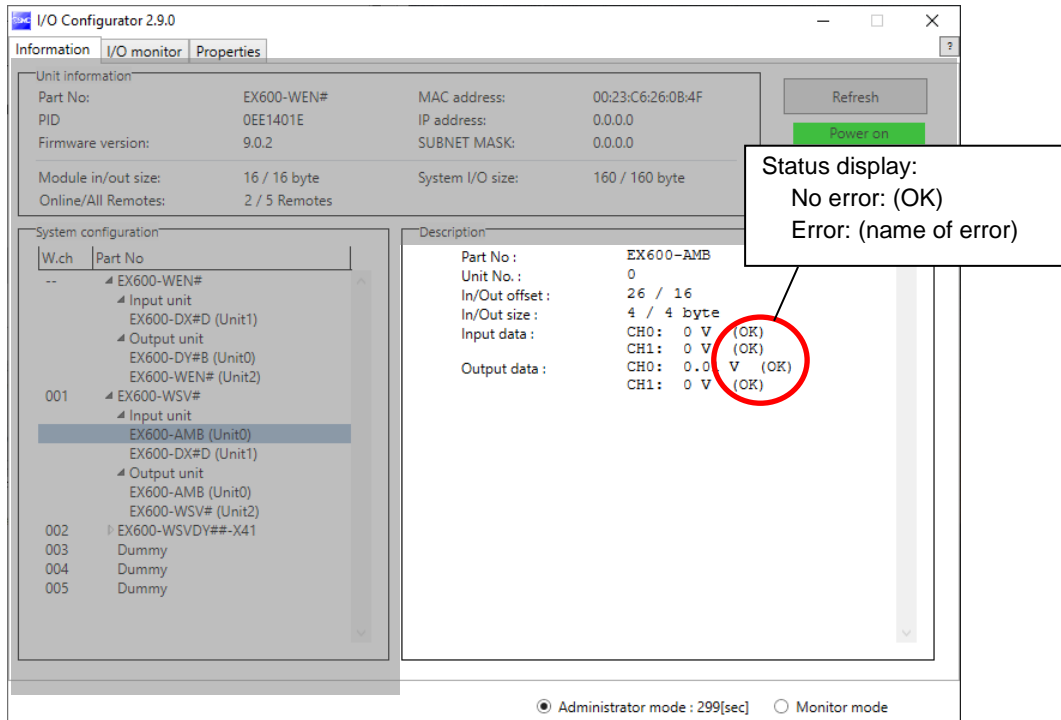 SMC I/O Configurator 2.9.0
Information I/O monitor Properties ?
Unit information
Part No: EX600-WEN# MAC address: 00:23:C6:26:0B:4F Refresh
PID 0EE1401E IP address: 0.0.0.0 Power on
Firmware version: 9.0.2 SUBNET MASK: 0.0.0.0
Module in/out size: 16 / 16 byte System I/O size: 160 / 160 byte
Online/All Remotes: 2 / 5 Remotes
Status display:
No error: (OK)
Error: (name of error)
System configuration
W.ch Part No
-- EX600-WEN#
Input unit
EX600-DX#D (Unit1)
Output unit
EX600-DY#B (Unit0)
EX600-WEN# (Unit2)
001 EX600-WSV#
Input unit
EX600-AMB (Unit0)
EX600-DX#D (Unit1)
Output unit
EX600-AMB (Unit0)
EX600-WSV# (Unit2)
002 EX600-WSVDY##-X41
003 Dummy
004 Dummy
005 Dummy
Description
Part No : EX600-AMB
Unit No. : 0
In/Out offset : 26 / 16
In/Out size : 4 / 4 byte
Input data : CH0: 0 V (OK)
CH1: 0 V (OK)
Output data : CH0: V (OK)
CH1: 0 V (OK)
Administrator mode : 299[sec] Monitor mode